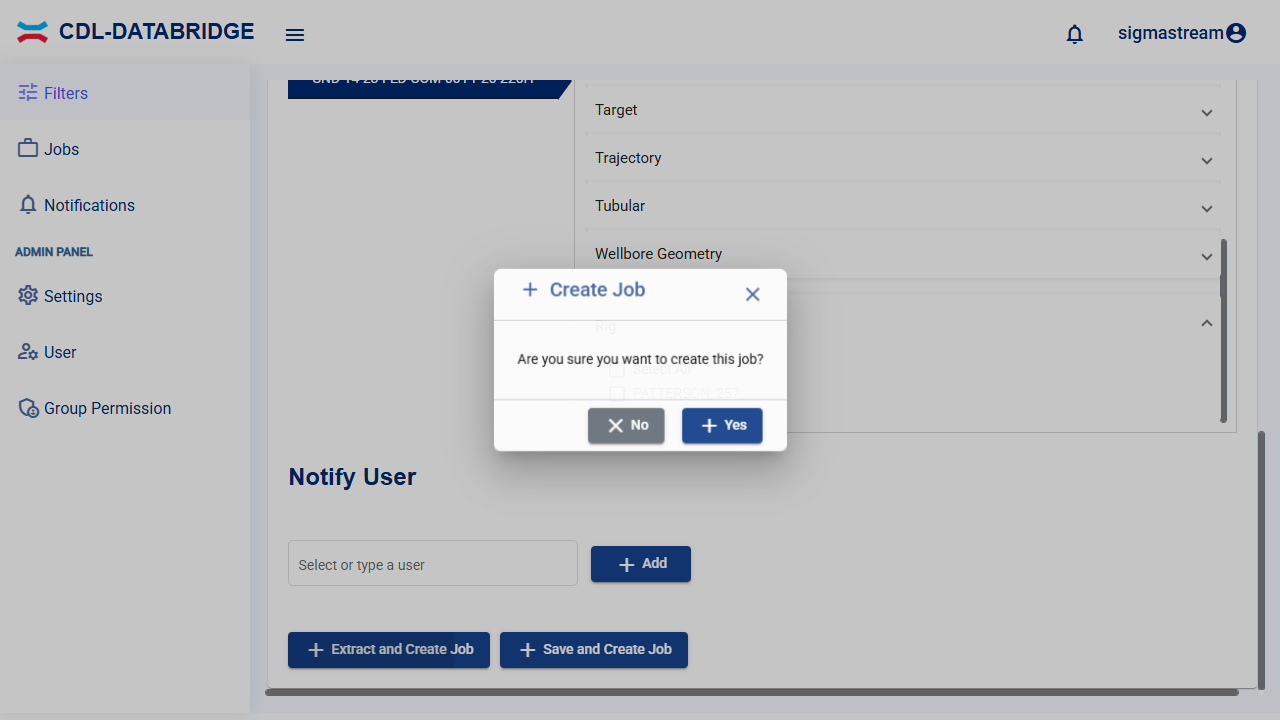 CDL-DATABRIDGE
sigmastream
Filters
Jobs
Notifications
ADMIN PANEL
Settings
User
Group Permission
Target
Trajectory
Tubular
Wellbore Geometry
Rig
Select All
PATTERSON 257
Create Job
Are you sure you want to create this job?
No
Yes
Notify User
Select or type a user
Add
Extract and Create Job
Save and Create Job